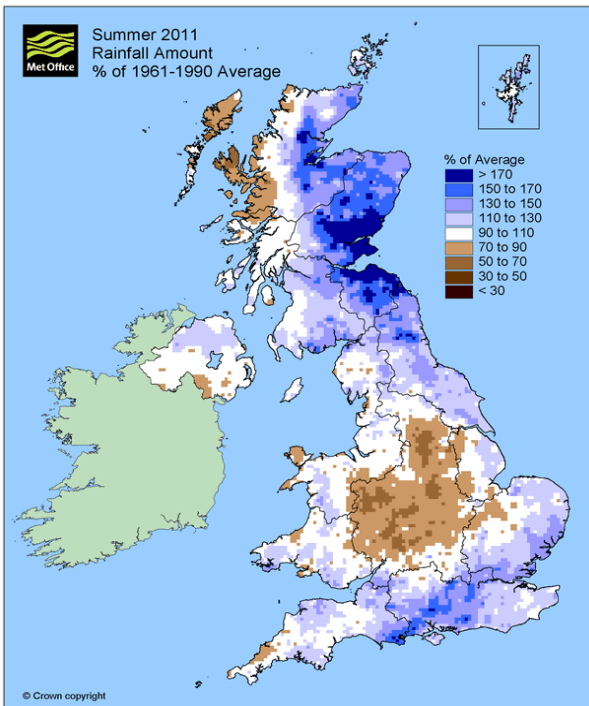 Met Office
Summer 2011
Rainfall Amount
% of 1961-1990 Average
% of Average
> 170
150 to 170
130 to 150
110 to 130
90 to 110
70 to 90
50 to 70
30 to 50
< 30
© Crown copyright